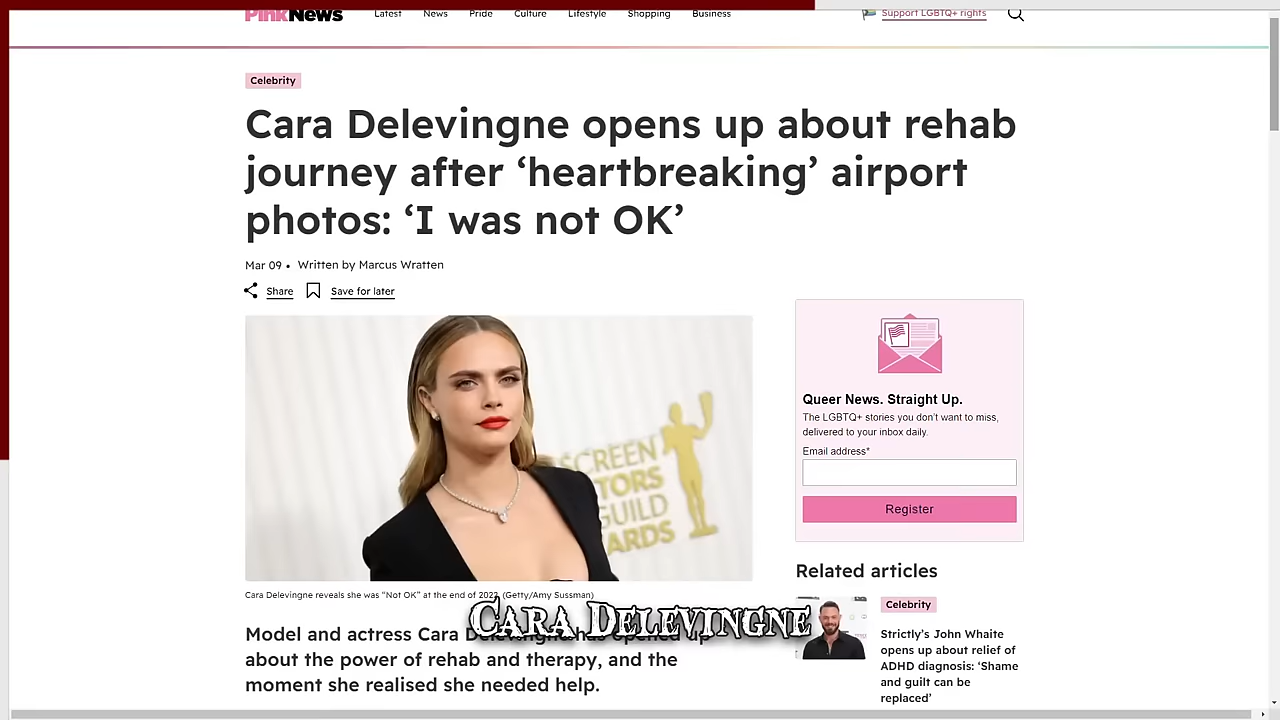 PinkNews
Latest News Pride Culture Lifestyle Shopping Business
Support LGBTQ+ rights
Celebrity
Cara Delevingne opens up about rehab
journey after ‘heartbreaking’ airport
photos: ‘I was not OK’
Mar 09 • Written by Marcus Wratten
Share Save for later
SCREEN
ACTORS
GUILD
AWARDS
Cara Delevingne reveals she was “Not OK” at the end of 2022. (Getty/Amy Sussman)
Cara Delevingne
Model and actress Cara Delevingne has opened up
about the power of rehab and therapy, and the
moment she realised she needed help.
Queer News. Straight Up.
The LGBTQ+ stories you don’t want to miss,
delivered to your inbox daily.
Email address*
Register
Related articles
Celebrity
Strictly’s John Whaite
opens up about relief of
ADHD diagnosis: ‘Shame
and guilt can be
replaced’